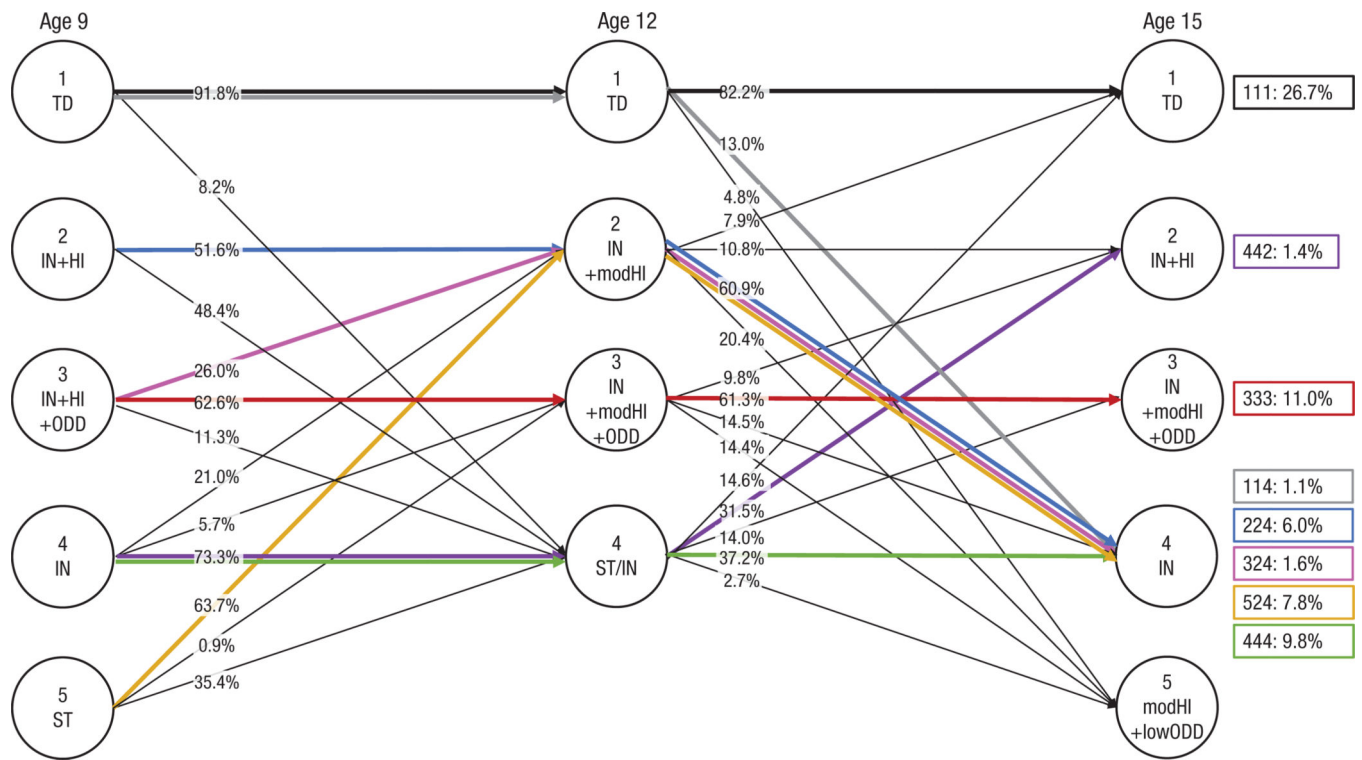 Age 9
Age 12
Age 15
1
TD
2
IN+HI
3
IN+HI
+ODD
4
IN
5
ST
91.8%
8.2%
51.6%
48.4%
26.0%
62.6%
11.3%
21.0%
5.7%
73.3%
63.7%
0.9%
35.4%
1
TD
2
IN
+modHI
3
IN
+modHI
+ODD
4
ST/IN
82.2%
13.0%
4.8%
7.9%
10.8%
60.9%
20.4%
9.8%
61.3%
14.5%
14.4%
14.6%
31.5%
14.0%
37.2%
2.7%
1
TD
2
IN+HI
3
IN
+modHI
+ODD
4
IN
5
modHI
+lowODD
111: 26.7%
442: 1.4%
333: 11.0%
114: 1.1%
224: 6.0%
324: 1.6%
524: 7.8%
444: 9.8%